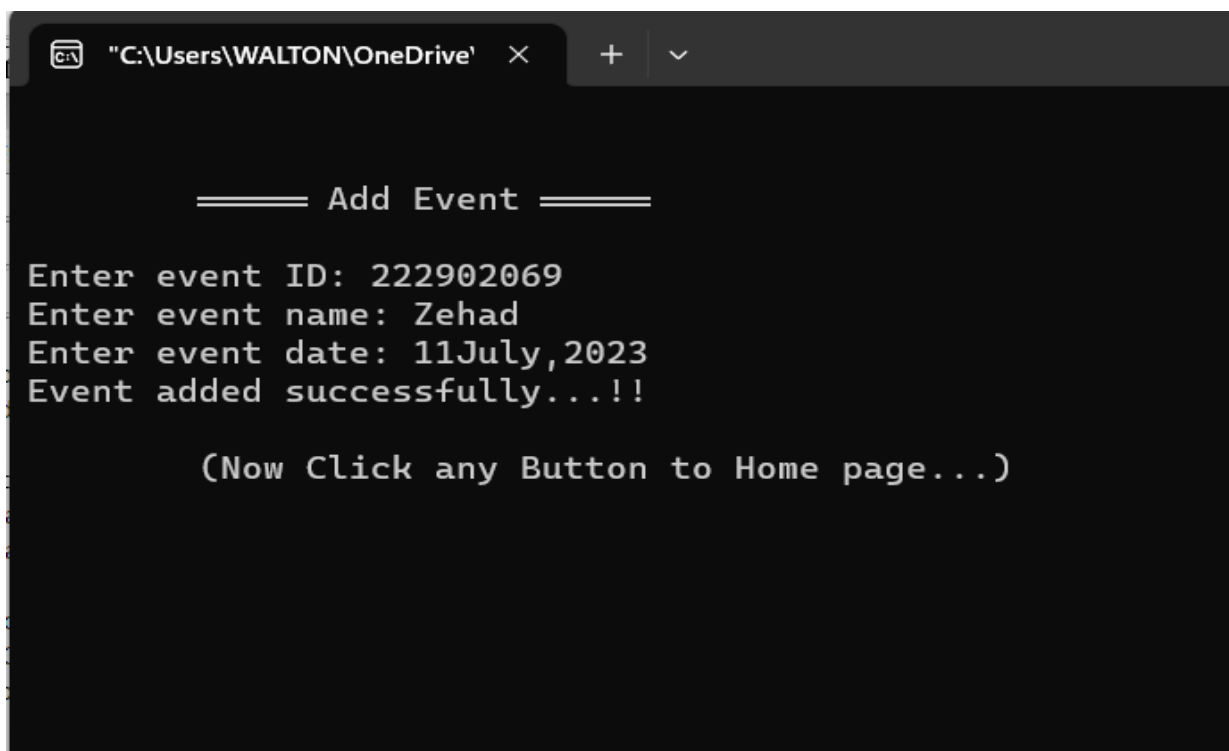 "C:\Users\WALTON\OneDrive'
===== Add Event =====
Enter event ID: 222902069
Enter event name: Zehad
Enter event date: 11July,2023
Event added successfully...!!
(Now Click any Button to Home page...)